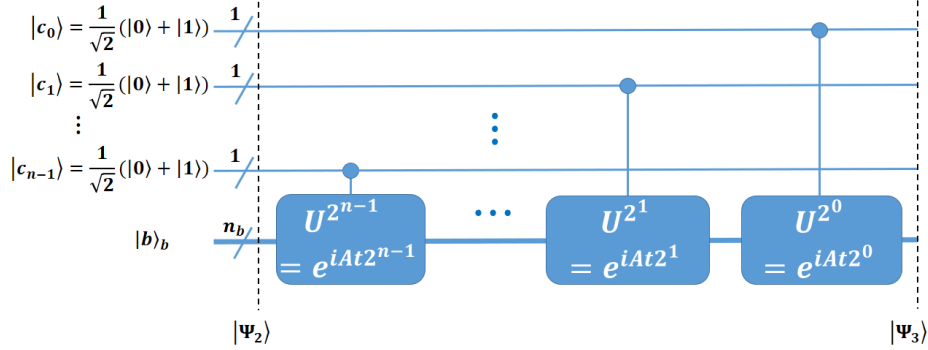 |c₀⟩ = 1/√2 (|0⟩ + |1⟩) 1
|c₁⟩ = 1/√2 (|0⟩ + |1⟩) 1
⋮ ⋮
|cₙ₋₁⟩ = 1/√2 (|0⟩ + |1⟩) 1
|b⟩_b n_b
U^{2^{n−1}} ⋯ U^{2^1} U^{2^0}
= e^{iAt2^{n−1}} = e^{iAt2^1} = e^{iAt2^0}
|Ψ₂⟩ |Ψ₃⟩